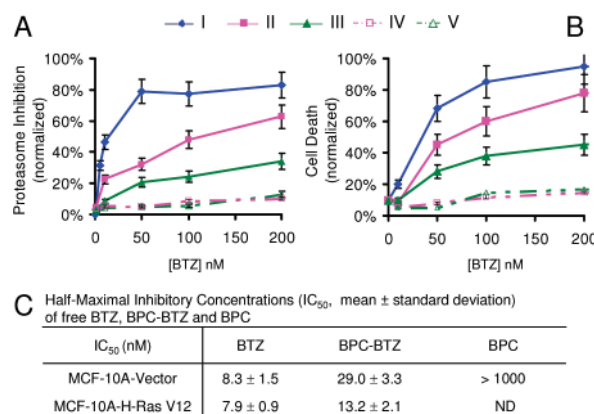 A I II III IV V B
Proteasome Inhibition
(normalized)
100%
80%
60%
40%
20%
0%
0 50 100 150 200
[BTZ] nM
Cell Death
(normalized)
100%
80%
60%
40%
20%
0%
0 50 100 150 200
[BTZ] nM
C Half-Maximal Inhibitory Concentrations (IC50, mean ± standard deviation)
of free BTZ, BPC-BTZ and BPC
IC50 (nM) BTZ BPC-BTZ BPC
MCF-10A-Vector 8.3 ± 1.5 29.0 ± 3.3 > 1000
MCF-10A-H-Ras V12 7.9 ± 0.9 13.2 ± 2.1 ND